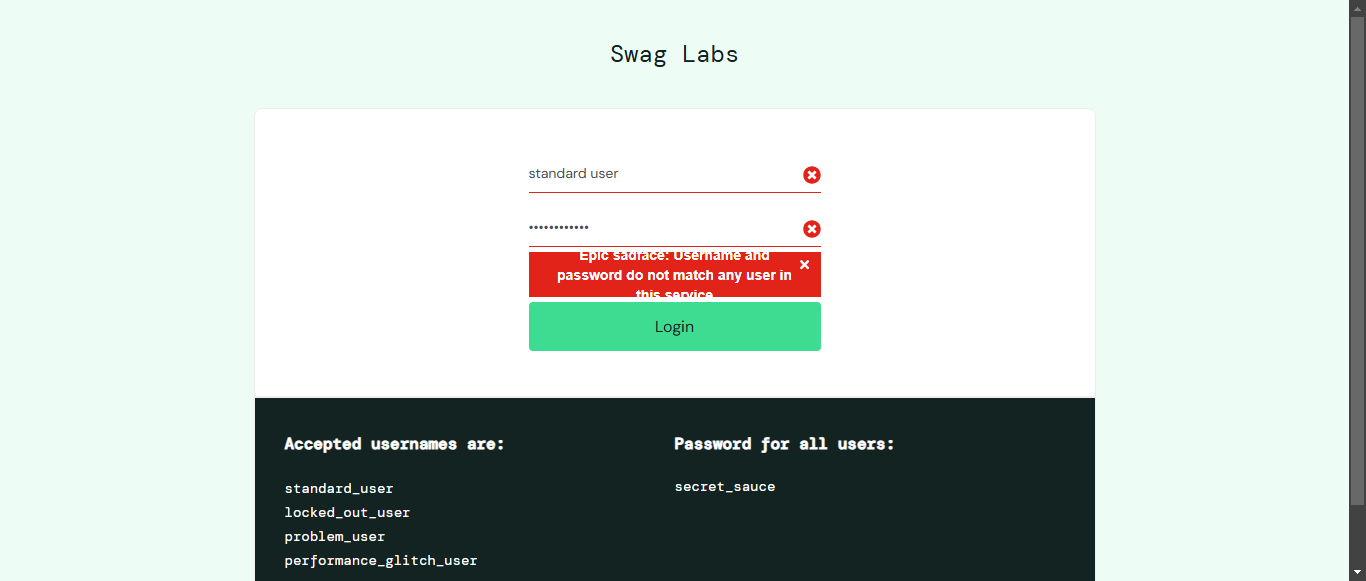 Swag Labs
standard user
••••••••••••
Epic sadface: Username and
password do not match any user in
this service
Login
Accepted usernames are:
standard_user
locked_out_user
problem_user
performance_glitch_user
Password for all users:
secret_sauce